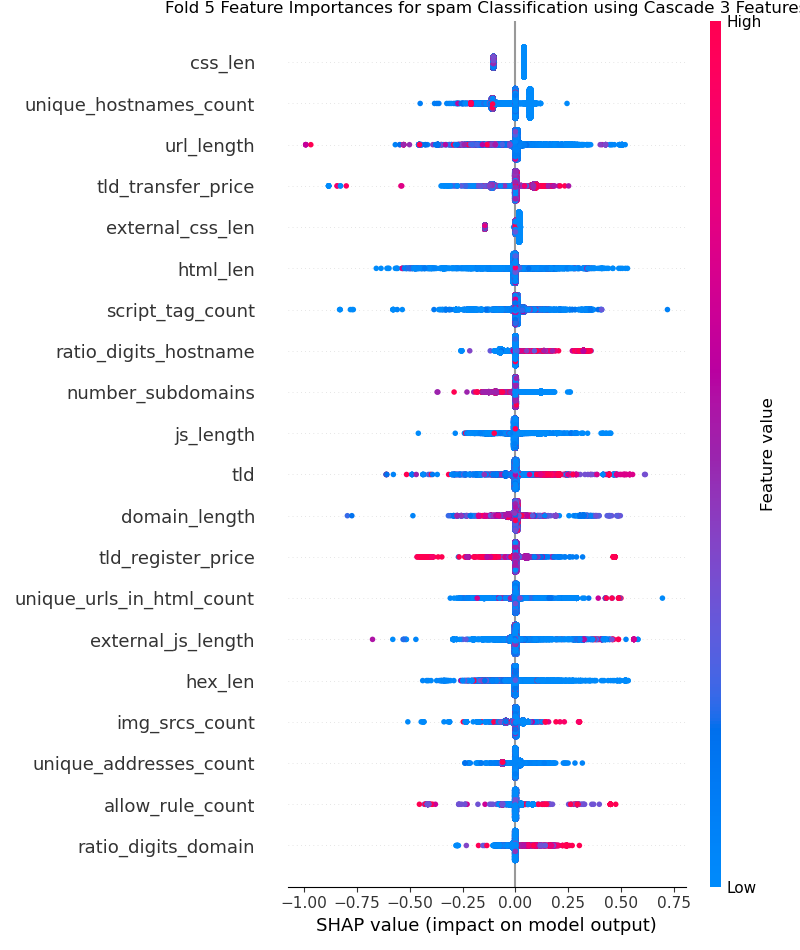 Fold 5 Feature Importances for spam Classification using Cascade 3 Features
High
css_len
unique_hostnames_count
url_length
tld_transfer_price
external_css_len
html_len
script_tag_count
ratio_digits_hostname
number_subdomains
js_length
tld
domain_length
tld_register_price
unique_urls_in_html_count
external_js_length
hex_len
img_srcs_count
unique_addresses_count
allow_rule_count
ratio_digits_domain
Feature value
Low
−1.00 −0.75 −0.50 −0.25 0.00 0.25 0.50 0.75
SHAP value (impact on model output)